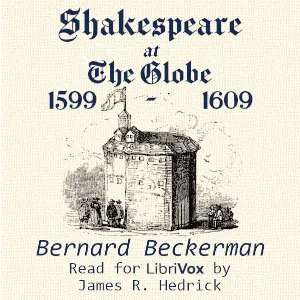 Shakespeare
at
The Globe
1599 - 1609
Bernard Beckerman
Read for LibriVox by
James R. Hedrick